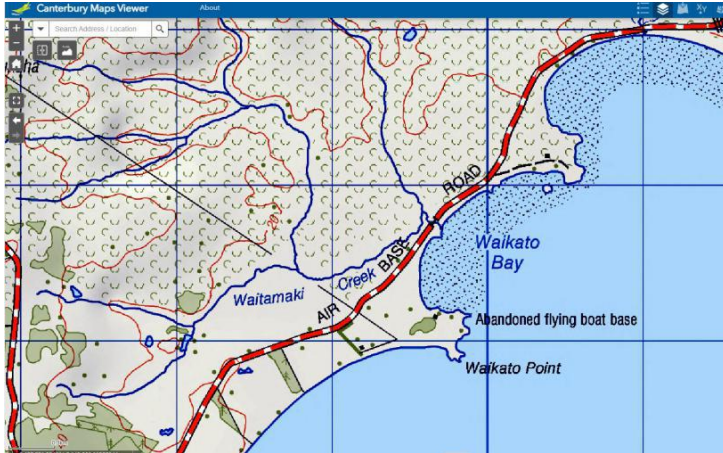 Canterbury Maps Viewer
About
Search Address / Location
ROAD
BASE
AIR
20
Waikato
Bay
Waitamaki
Creek
Abandoned flying boat base
Waikato Point